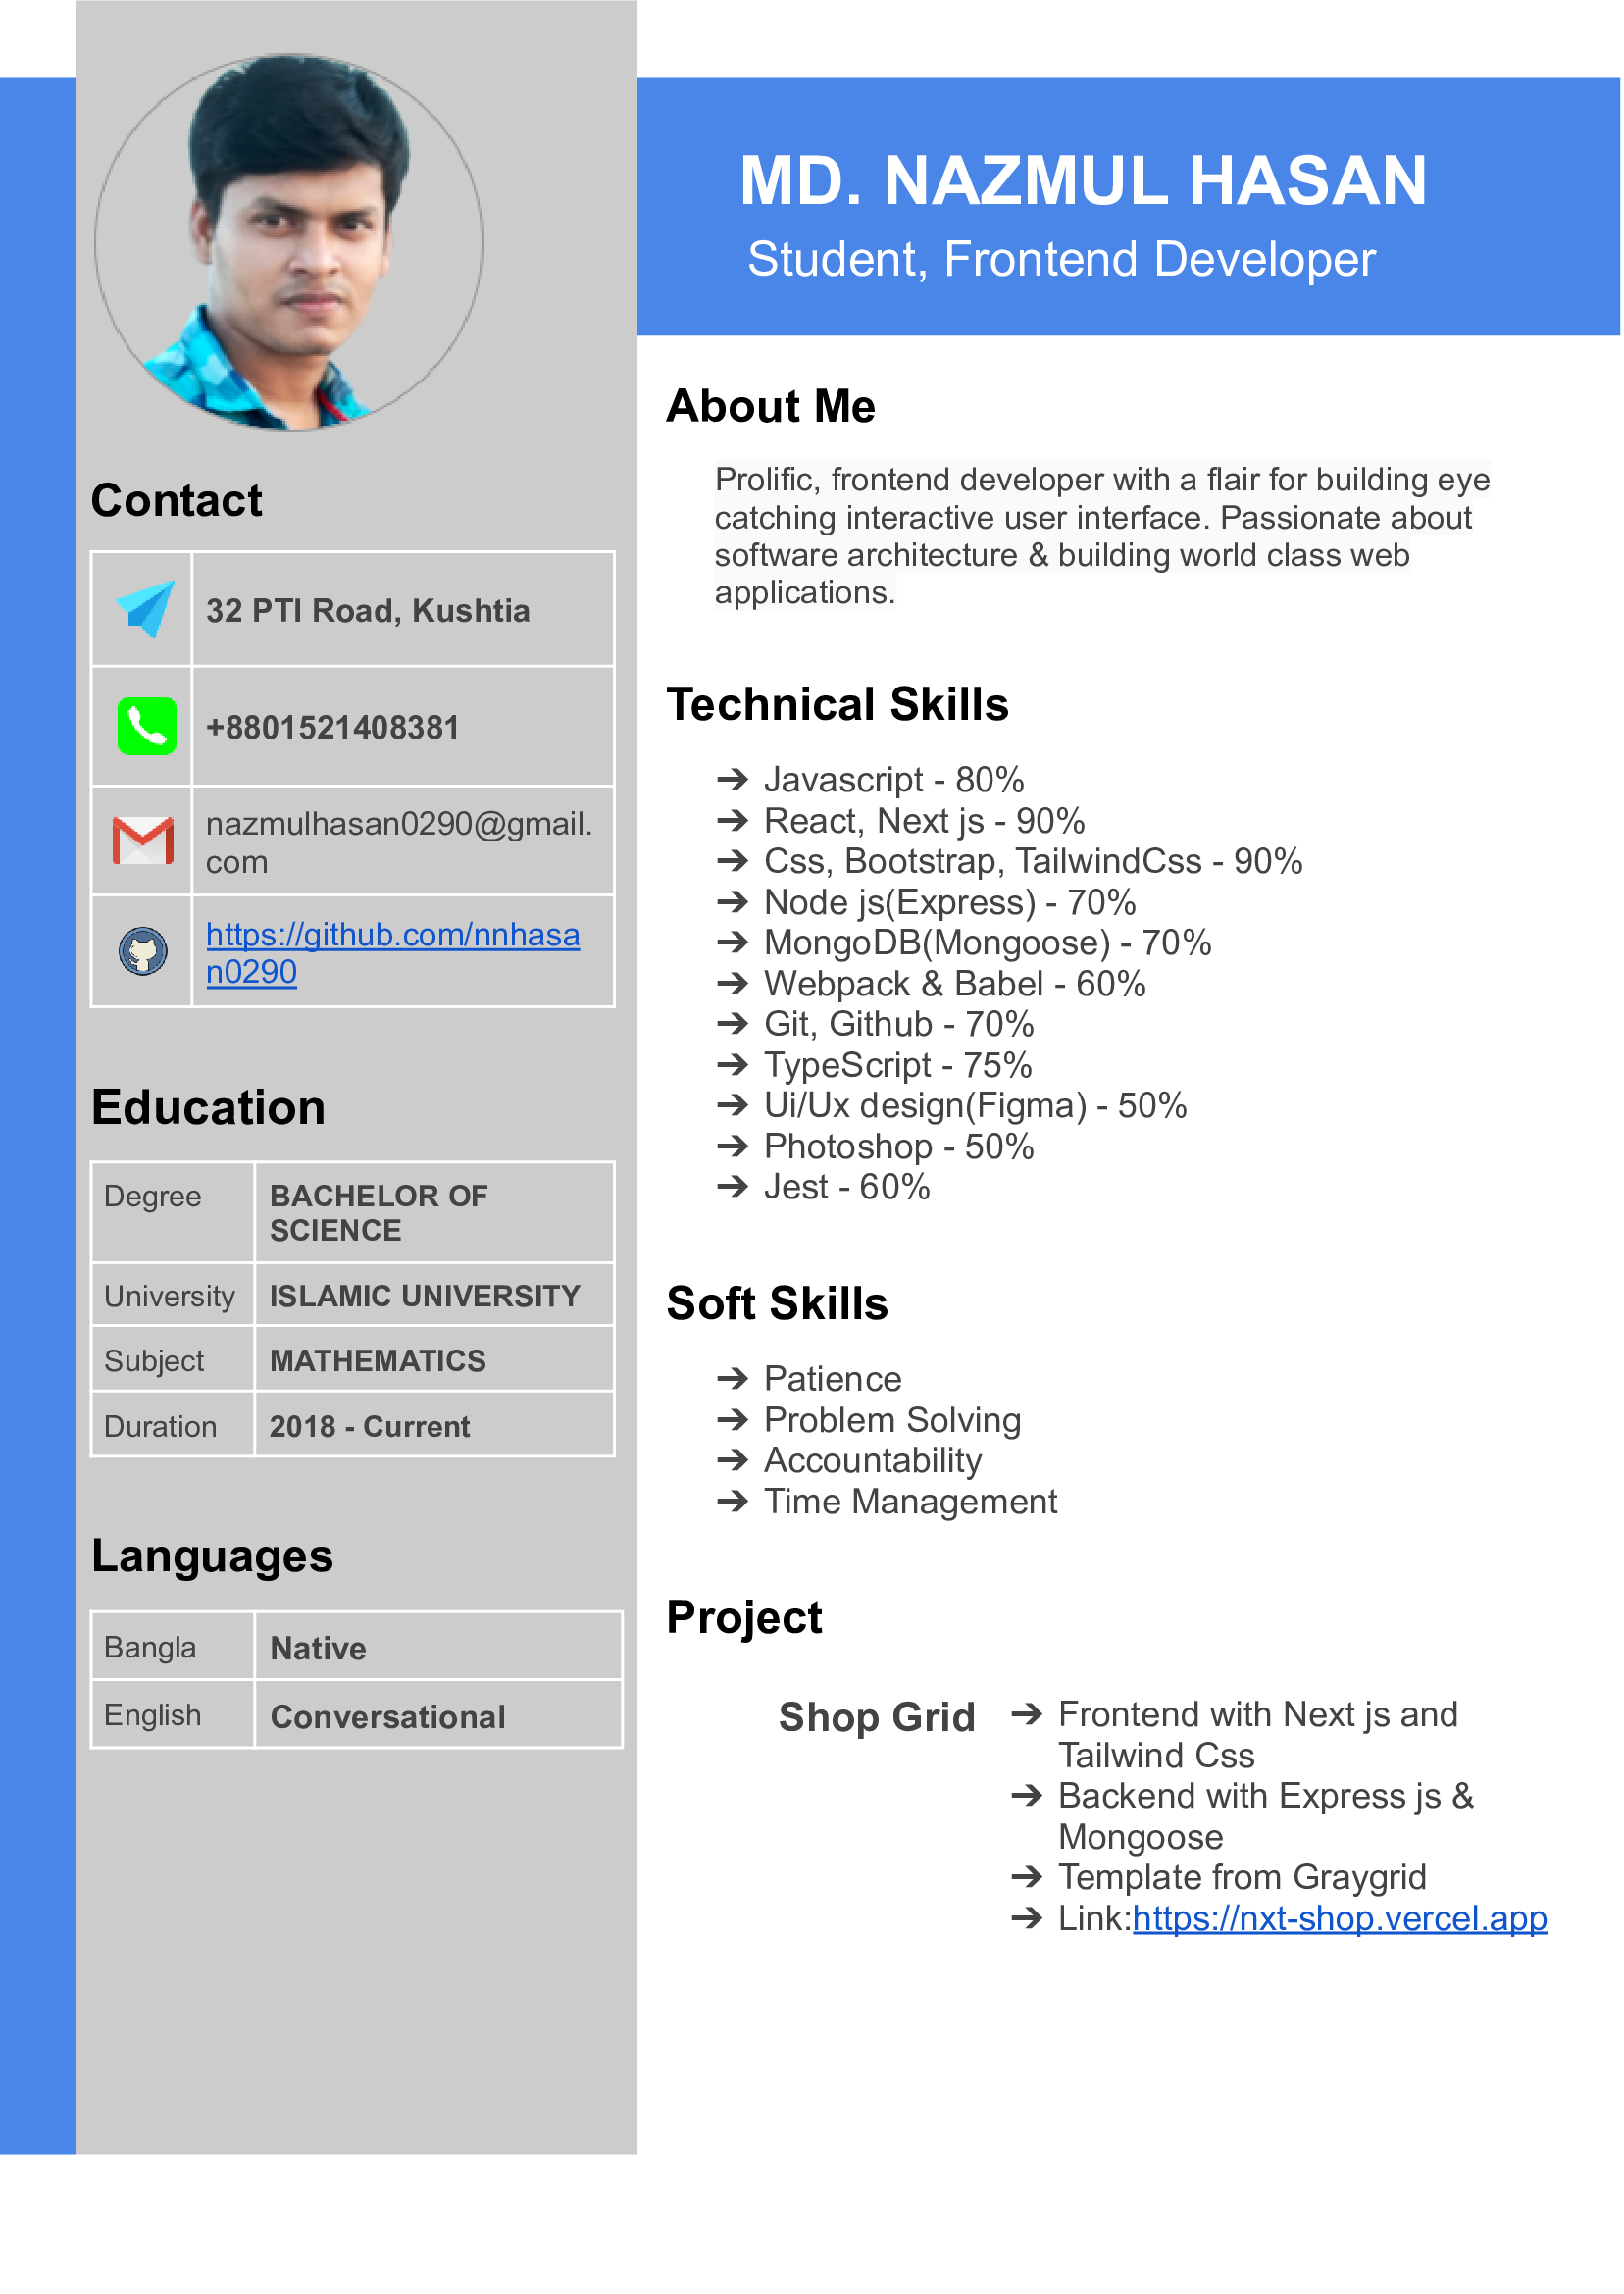 MD. NAZMUL HASAN
Student, Frontend Developer
Contact
32 PTI Road, Kushtia
+8801521408381
nazmulhasan0290@gmail.
com
https://github.com/nnhasa
n0290
Education
Degree BACHELOR OF
SCIENCE
University ISLAMIC UNIVERSITY
Subject MATHEMATICS
Duration 2018 - Current
Languages
Bangla Native
English Conversational
About Me
Prolific, frontend developer with a flair for building eye
catching interactive user interface. Passionate about
software architecture & building world class web
applications.
Technical Skills
➔ Javascript - 80%
➔ React, Next js - 90%
➔ Css, Bootstrap, TailwindCss - 90%
➔ Node js(Express) - 70%
➔ MongoDB(Mongoose) - 70%
➔ Webpack & Babel - 60%
➔ Git, Github - 70%
➔ TypeScript - 75%
➔ Ui/Ux design(Figma) - 50%
➔ Photoshop - 50%
➔ Jest - 60%
Soft Skills
➔ Patience
➔ Problem Solving
➔ Accountability
➔ Time Management
Project
Shop Grid
➔ Frontend with Next js and
Tailwind Css
➔ Backend with Express js &
Mongoose
➔ Template from Graygrid
➔ Link:https://nxt-shop.vercel.app